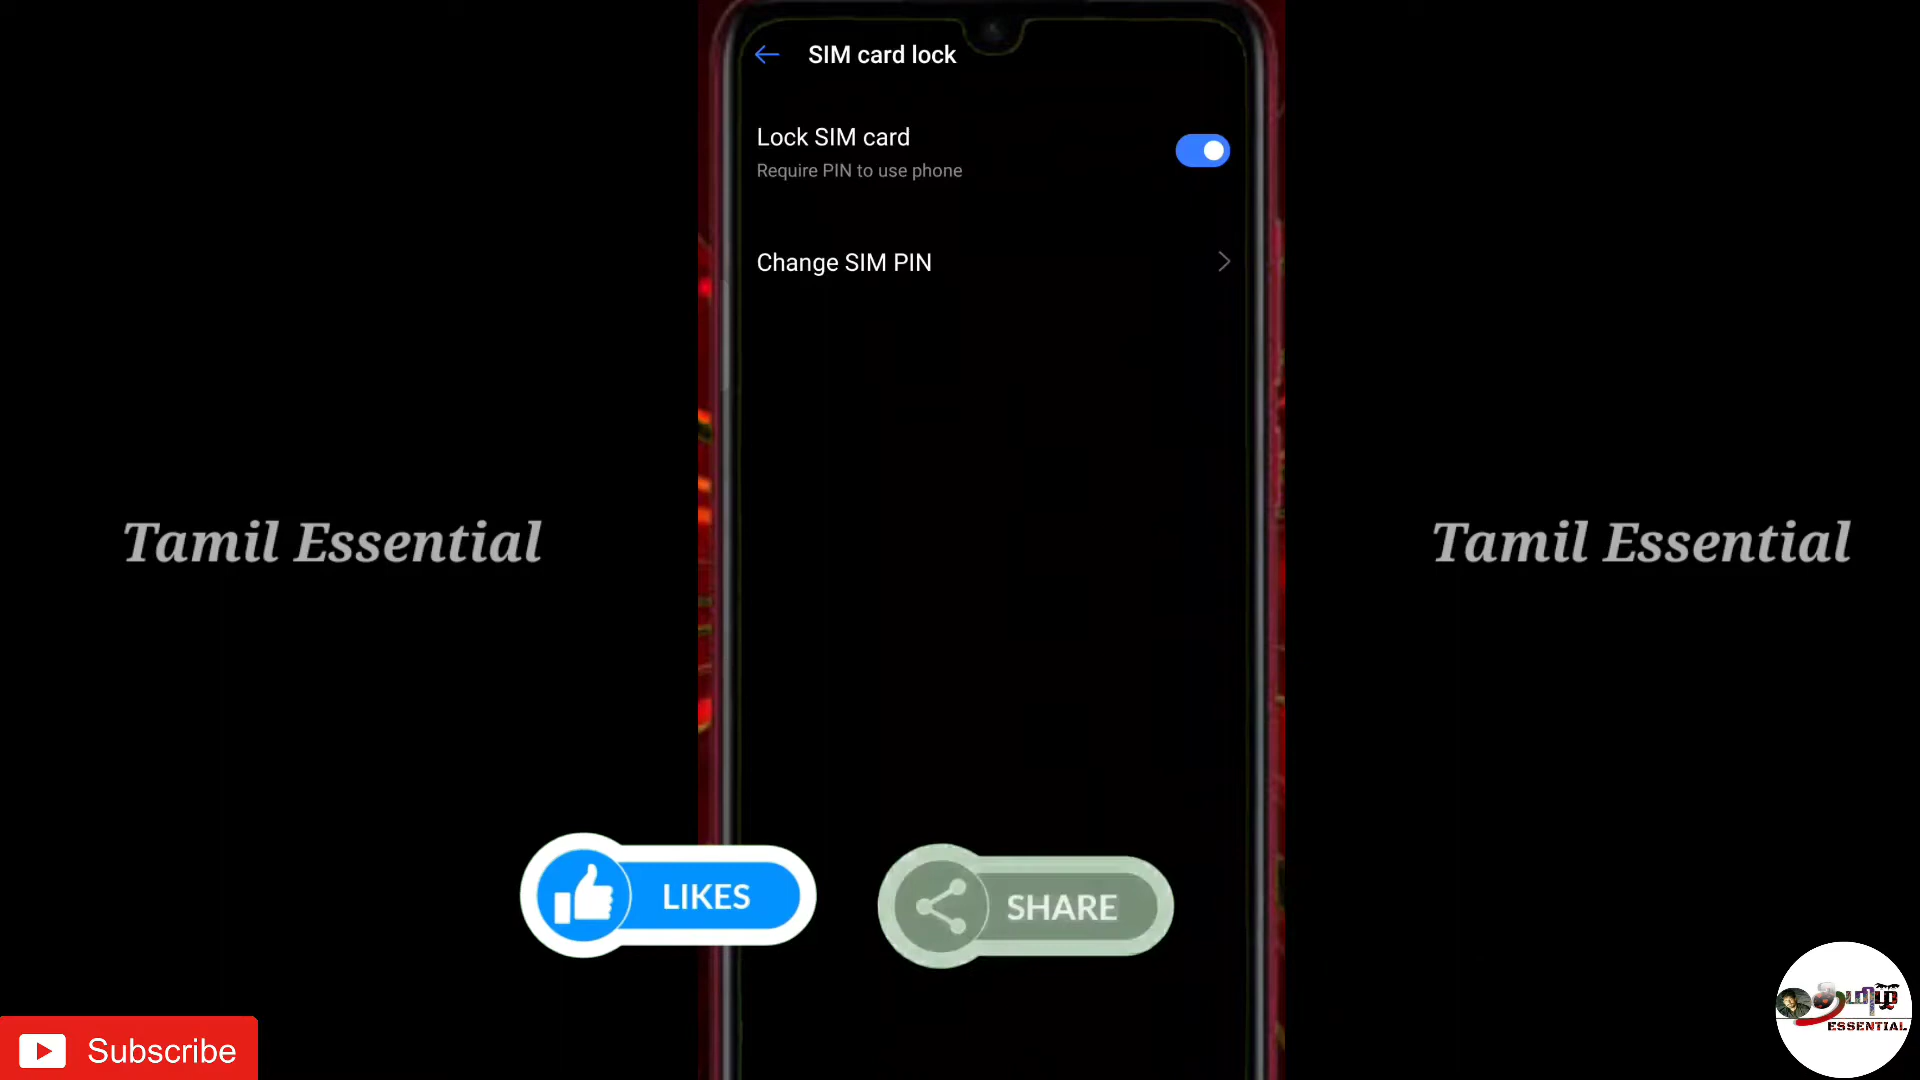 SIM card lock
Lock SIM card
Require PIN to use phone
Change SIM PIN
Tamil Essential
Tamil Essential
LIKES
SHARE
Subscribe
தமிழ்
ESSENTIAL